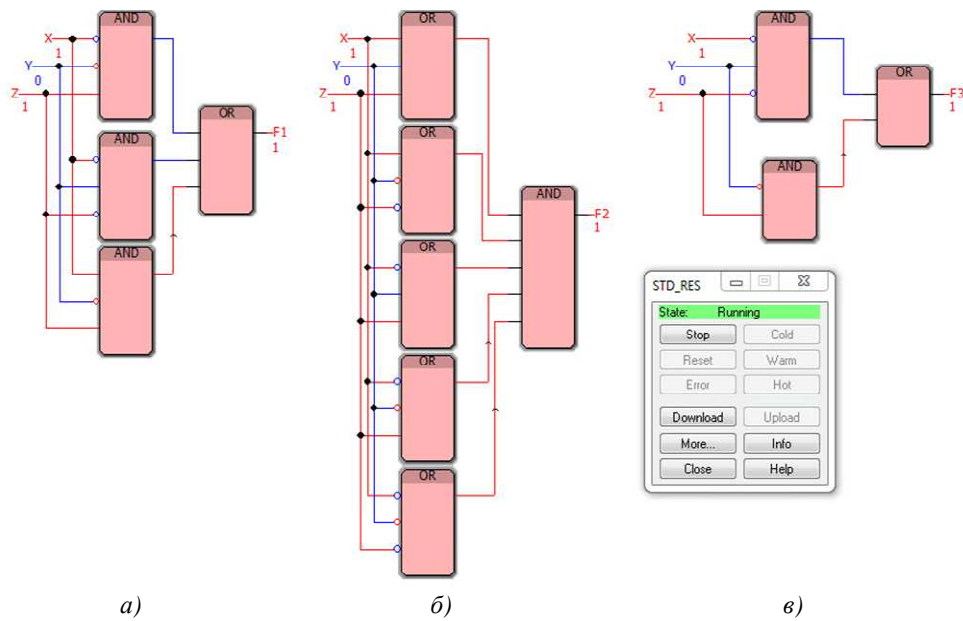 AND
X
1
Y
0
Z
1
AND
AND
OR
F1
1
OR
X
1
Y
0
Z
1
OR
OR
OR
OR
AND
F2
1
AND
X
1
Y
0
Z
1
AND
OR
F3
1
STD_RES
State: Running
Stop Cold
Reset Warm
Error Hot
Download Upload
More... Info
Close Help
а) б) в)